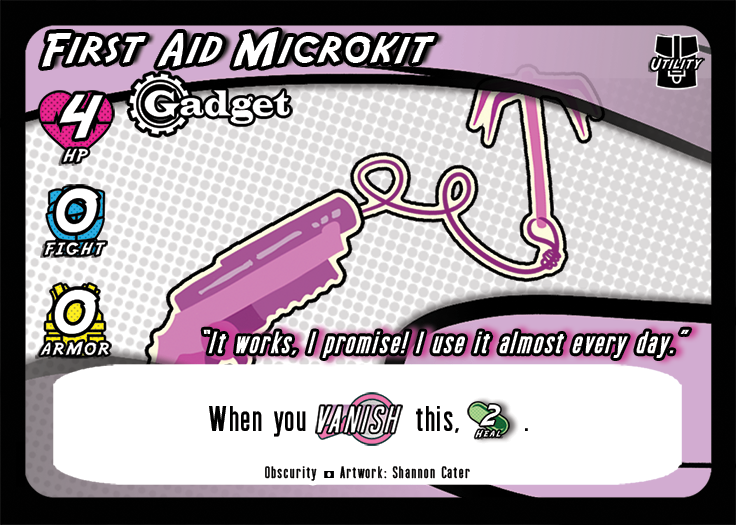 First Aid Microkit
Utility
4
HP
Gadget
0
Fight
0
Armor
"It works, I promise! I use it almost every day."
When you VANISH this, 2 Heal .
Obscurity ▪ Artwork: Shannon Cater